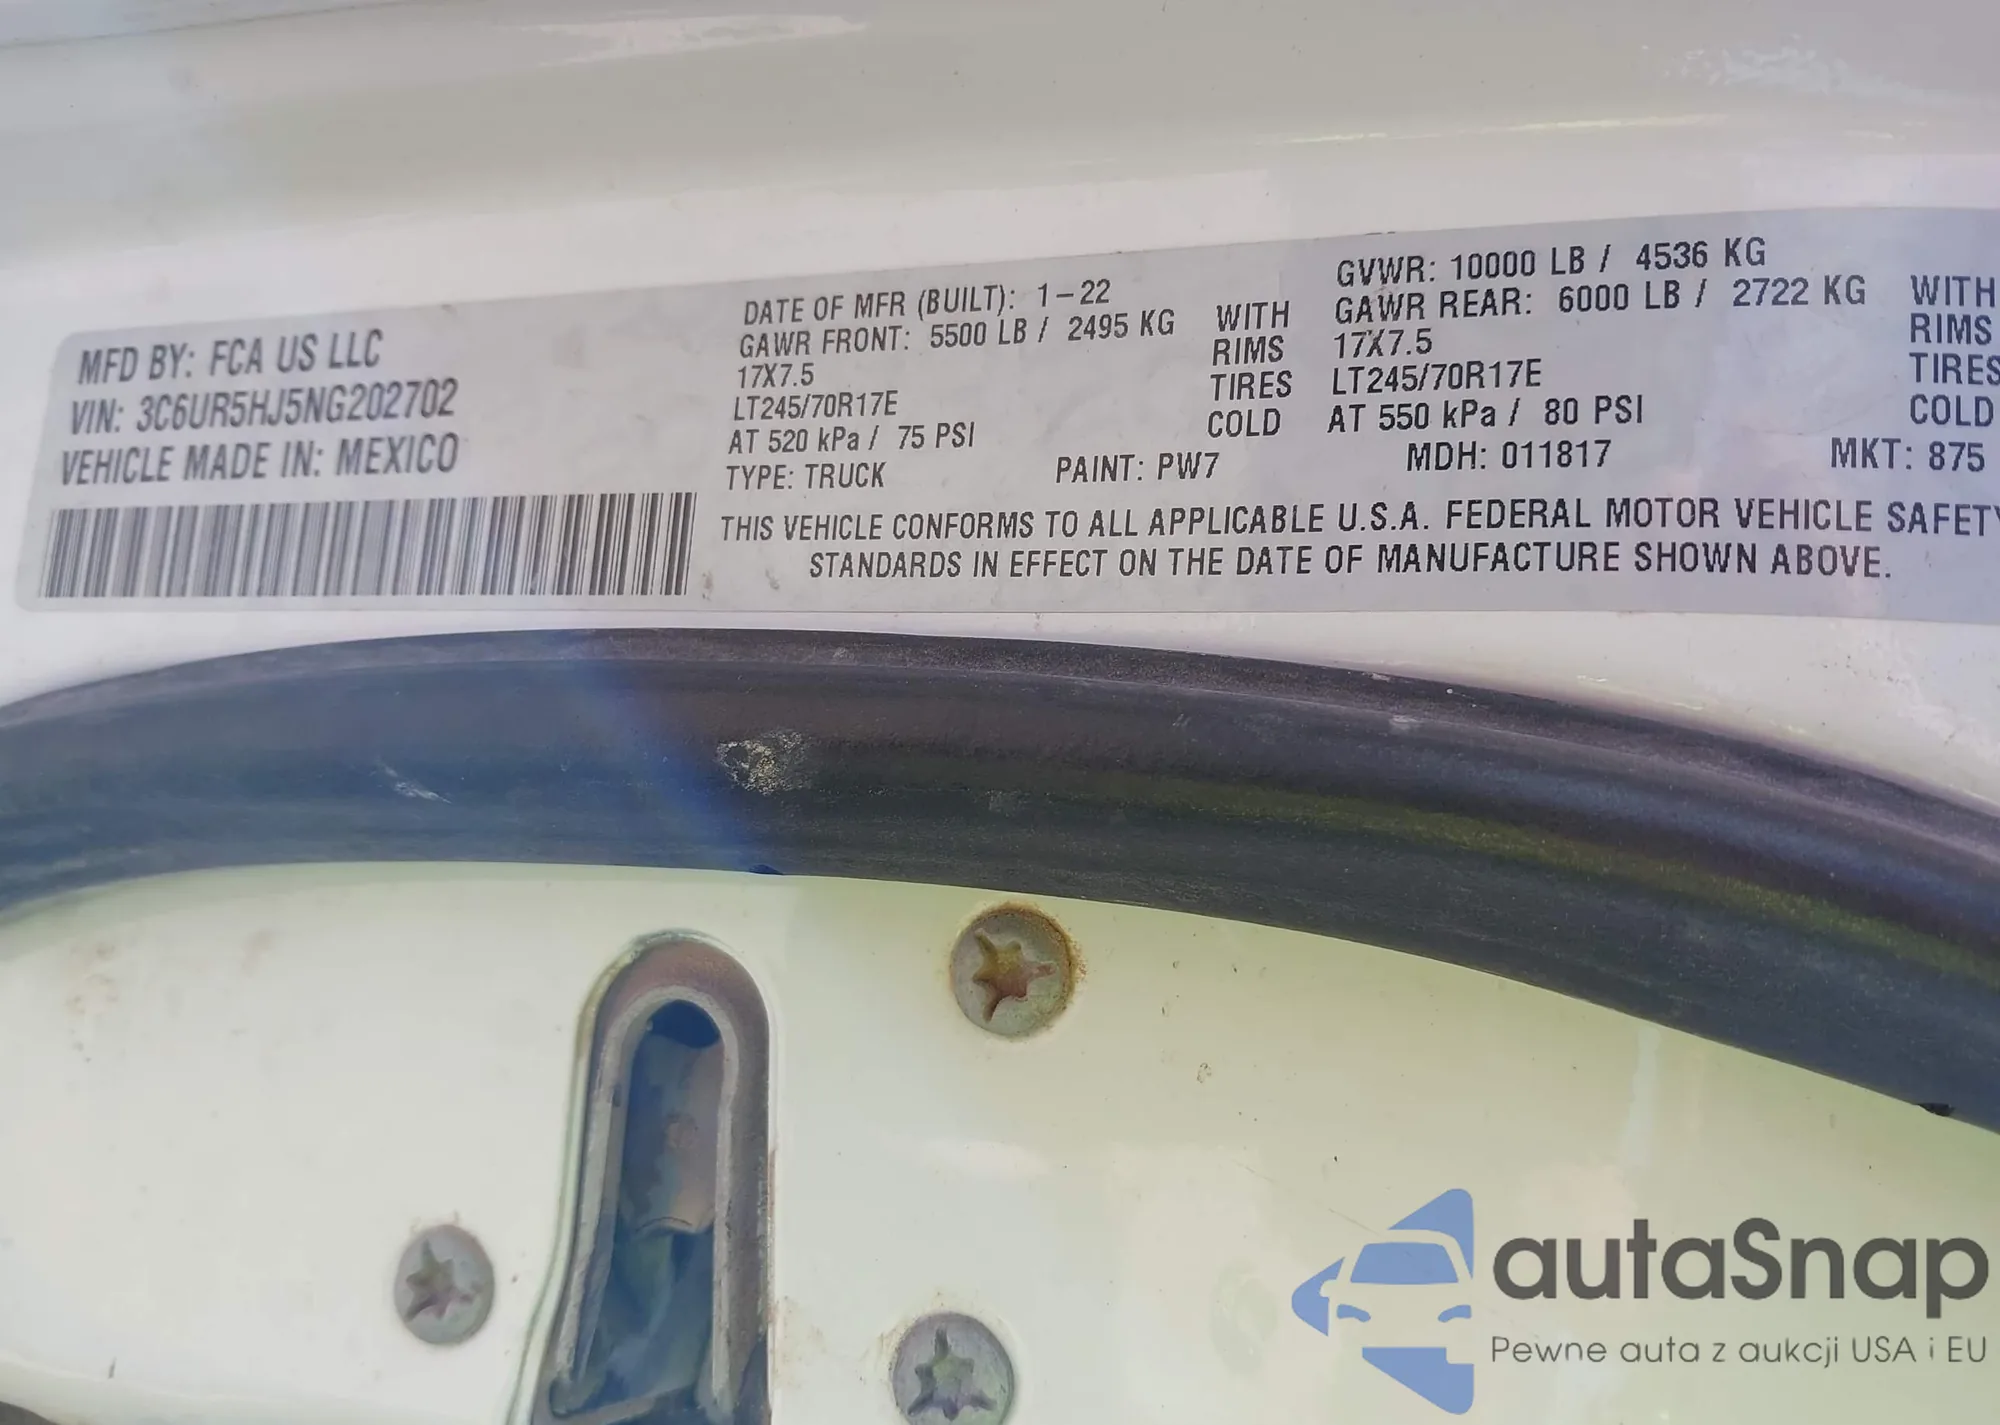 MFD BY: FCA US LLC
VIN: 3C6UR5HJ5NG202702
VEHICLE MADE IN: MEXICO
DATE OF MFR (BUILT): 1-22
GAWR FRONT: 5500 LB / 2495 KG WITH
17X7.5 RIMS
LT245/70R17E TIRES
AT 520 kPa / 75 PSI COLD
GVWR: 10000 LB / 4536 KG
GAWR REAR: 6000 LB / 2722 KG WITH
17X7.5 RIMS
LT245/70R17E TIRES
AT 550 kPa / 80 PSI COLD
TYPE: TRUCK PAINT: PW7 MDH: 011817 MKT: 875
THIS VEHICLE CONFORMS TO ALL APPLICABLE U.S.A. FEDERAL MOTOR VEHICLE SAFETY
STANDARDS IN EFFECT ON THE DATE OF MANUFACTURE SHOWN ABOVE.
autaSnap
Pewne auta z aukcji USA i EU